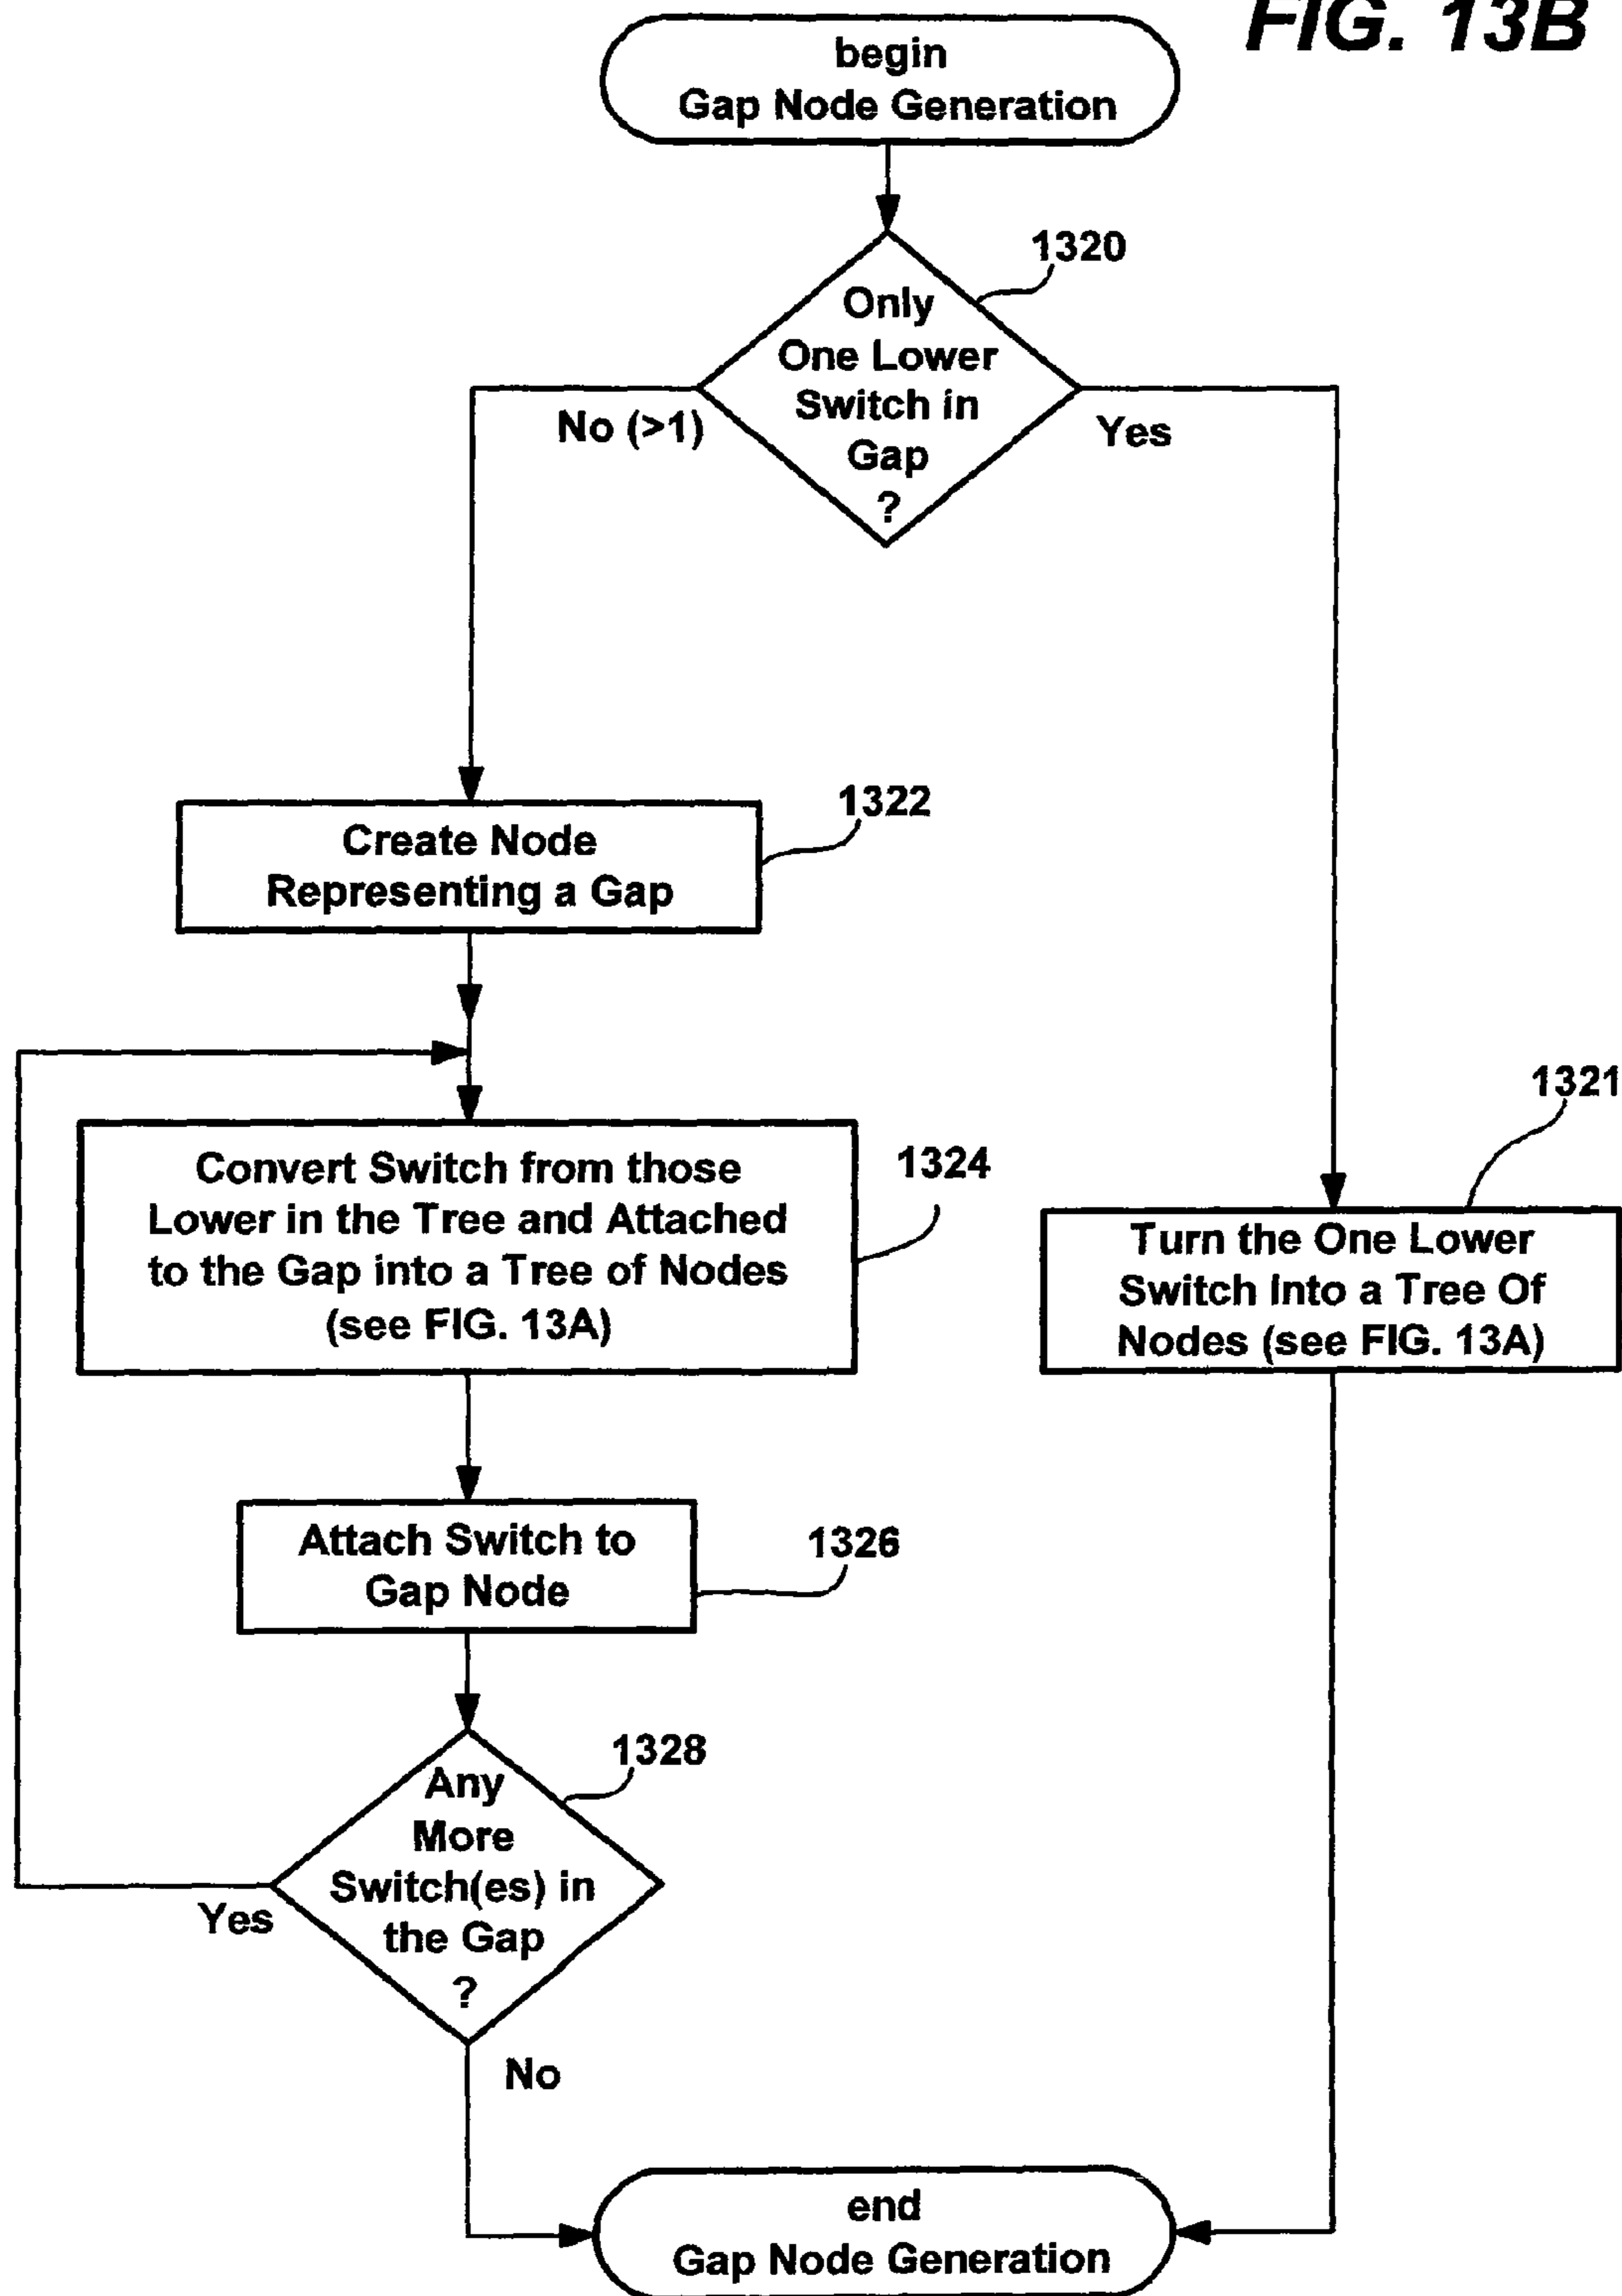 FIG. 13B
begin
Gap Node Generation
1320
Only
One Lower
Switch in
Gap
?
No (>1)
Yes
1322
Create Node
Representing a Gap
1321
Convert Switch from those
Lower in the Tree and Attached
to the Gap into a Tree of Nodes
(see FIG. 13A)
1324
Turn the One Lower
Switch Into a Tree Of
Nodes (see FIG. 13A)
Attach Switch to
Gap Node
1326
1328
Any
More
Switch(es) in
the Gap
?
Yes
No
end
Gap Node Generation